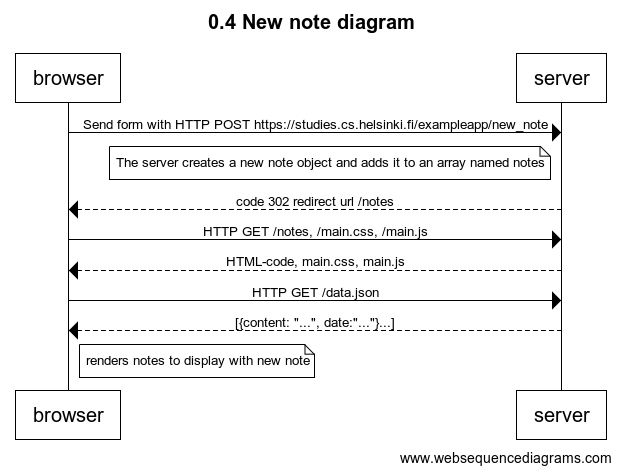 0.4 New note diagram
browser
server
Send form with HTTP POST https://studies.cs.helsinki.fi/exampleapp/new_note
The server creates a new note object and adds it to an array named notes
code 302 redirect url /notes
HTTP GET /notes, /main.css, /main.js
HTML-code, main.css, main.js
HTTP GET /data.json
[{content: "...", date:"..."}...]
renders notes to display with new note
browser
server
www.websequencediagrams.com